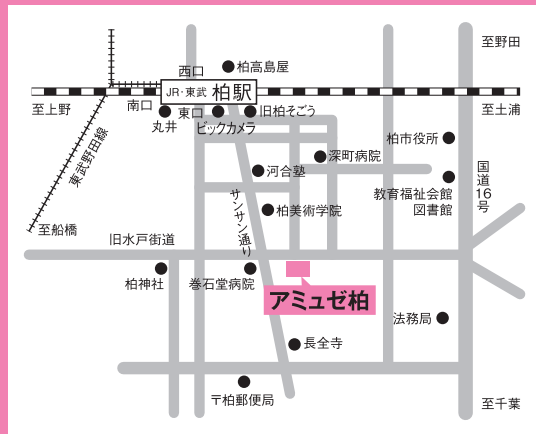 至野田
西口
柏高島屋
JR・東武 柏駅
至上野
南口
丸井
東口
ビックカメラ
旧柏そごう
至土浦
東武野田線
柏市役所
深町病院
河合塾
国道16号
教育福祉会館
図書館
サンサン通り
柏美術学院
至船橋
旧水戸街道
柏神社
巻石堂病院
アミュゼ柏
法務局
長全寺
〒柏郵便局
至千葉